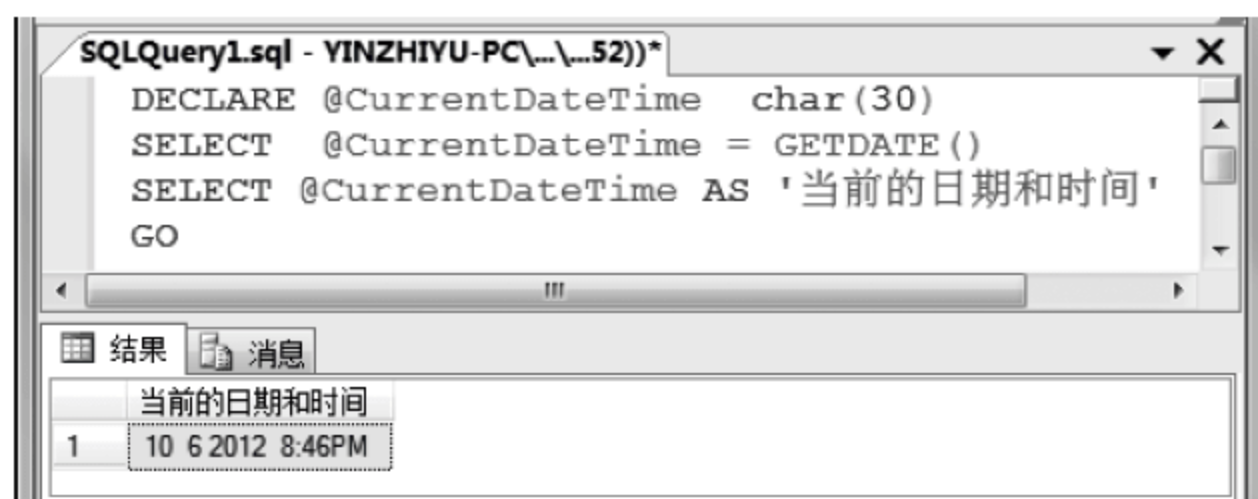 SQLQuery1.sql - YINZHIYU-PC\...\...52))*
DECLARE @CurrentDateTime  char(30)
SELECT  @CurrentDateTime = GETDATE()
SELECT @CurrentDateTime AS '当前的日期和时间'
GO
结果 消息
当前的日期和时间
1 10  6 2012  8:46PM